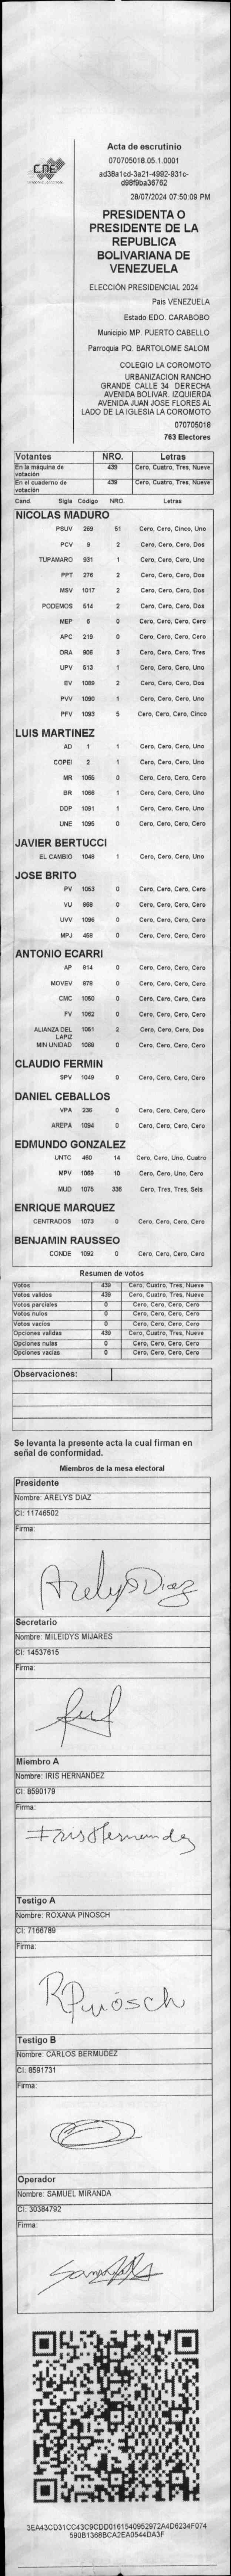 CNE
Acta de escrutinio
070705018.05.1.0001
ad38a1cd-3a21-4992-931c-
d98f9ba36762
28/07/2024 07:50:09 PM
PRESIDENTA O
PRESIDENTE DE LA
REPUBLICA
BOLIVARIANA DE
VENEZUELA
ELECCIÓN PRESIDENCIAL 2024
Pais VENEZUELA
Estado EDO. CARABOBO
Municipio MP. PUERTO CABELLO
Parroquia PQ. BARTOLOME SALOM
COLEGIO LA COROMOTO
URBANIZACION RANCHO
GRANDE CALLE 34 DERECHA
AVENIDA BOLIVAR. IZQUIERDA
AVENIDA JUAN JOSE FLORES AL
LADO DE LA IGLESIA LA COROMOTO
070705018
763 Electores
Votantes NRO. Letras
En la máquina de votación 439 Cero, Cuatro, Tres, Nueve
En el cuaderno de votación 439 Cero, Cuatro, Tres, Nueve
Cand. Sigla Código NRO. Letras
NICOLAS MADURO
PSUV 269 51 Cero, Cero, Cinco, Uno
PCV 9 2 Cero, Cero, Cero, Dos
TUPAMARO 931 1 Cero, Cero, Cero, Uno
PPT 276 2 Cero, Cero, Cero, Dos
MSV 1017 2 Cero, Cero, Cero, Dos
PODEMOS 514 2 Cero, Cero, Cero, Dos
MEP 6 0 Cero, Cero, Cero, Cero
APC 219 0 Cero, Cero, Cero, Cero
ORA 906 3 Cero, Cero, Cero, Tres
UPV 513 1 Cero, Cero, Cero, Uno
EV 1089 2 Cero, Cero, Cero, Dos
PVV 1090 1 Cero, Cero, Cero, Uno
PFV 1093 5 Cero, Cero, Cero, Cinco
LUIS MARTINEZ
AD 1 1 Cero, Cero, Cero, Uno
COPEI 2 1 Cero, Cero, Cero, Uno
MR 1065 0 Cero, Cero, Cero, Cero
BR 1066 1 Cero, Cero, Cero, Uno
DDP 1091 1 Cero, Cero, Cero, Uno
UNE 1095 0 Cero, Cero, Cero, Cero
JAVIER BERTUCCI
EL CAMBIO 1048 1 Cero, Cero, Cero, Uno
JOSE BRITO
PV 1053 0 Cero, Cero, Cero, Cero
VU 868 0 Cero, Cero, Cero, Cero
UVV 1096 0 Cero, Cero, Cero, Cero
MPJ 458 0 Cero, Cero, Cero, Cero
ANTONIO ECARRI
AP 814 0 Cero, Cero, Cero, Cero
MOVEV 878 0 Cero, Cero, Cero, Cero
CMC 1050 0 Cero, Cero, Cero, Cero
FV 1062 0 Cero, Cero, Cero, Cero
ALIANZA DEL LAPIZ 1051 2 Cero, Cero, Cero, Dos
MIN UNIDAD 1068 0 Cero, Cero, Cero, Cero
CLAUDIO FERMIN
SPV 1049 0 Cero, Cero, Cero, Cero
DANIEL CEBALLOS
VPA 236 0 Cero, Cero, Cero, Cero
AREPA 1094 0 Cero, Cero, Cero, Cero
EDMUNDO GONZALEZ
UNTC 460 14 Cero, Cero, Uno, Cuatro
MPV 1069 10 Cero, Cero, Uno, Cero
MUD 1075 336 Cero, Tres, Tres, Seis
ENRIQUE MARQUEZ
CENTRADOS 1073 0 Cero, Cero, Cero, Cero
BENJAMIN RAUSSEO
CONDE 1092 0 Cero, Cero, Cero, Cero
Resumen de votos
Votos 439 Cero, Cuatro, Tres, Nueve
Votos validos 439 Cero, Cuatro, Tres, Nueve
Votos parciales 0 Cero, Cero, Cero, Cero
Votos nulos 0 Cero, Cero, Cero, Cero
Votos vacios 0 Cero, Cero, Cero, Cero
Opciones validas 439 Cero, Cuatro, Tres, Nueve
Opciones nulas 0 Cero, Cero, Cero, Cero
Opciones vacias 0 Cero, Cero, Cero, Cero
Observaciones:
Se levanta la presente acta la cual firman en
señal de conformidad.
Miembros de la mesa electoral
Presidente
Nombre: ARELYS DIAZ
CI: 11746502
Firma:
Arelys Diaz
Secretario
Nombre: MILEIDYS MIJARES
CI: 14537615
Firma:
Miembro A
Nombre: IRIS HERNANDEZ
CI: 8590179
Firma:
Iris Hernandez
Testigo A
Nombre: ROXANA PINOSCH
CI: 7166789
Firma:
RPinosch
Testigo B
Nombre: CARLOS BERMUDEZ
CI: 8591731
Firma:
Operador
Nombre: SAMUEL MIRANDA
CI: 30384792
Firma:
3EA43CD31CC43C9CDD0161540952972A4D6234F074
590B1368BCA2EA0544DA3F